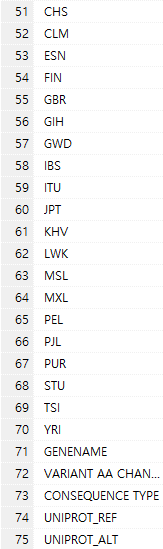 51 CHS
52 CLM
53 ESN
54 FIN
55 GBR
56 GIH
57 GWD
58 IBS
59 ITU
60 JPT
61 KHV
62 LWK
63 MSL
64 MXL
65 PEL
66 PJL
67 PUR
68 STU
69 TSI
70 YRI
71 GENENAME
72 VARIANT AA CHAN...
73 CONSEQUENCE TYPE
74 UNIPROT_REF
75 UNIPROT_ALT